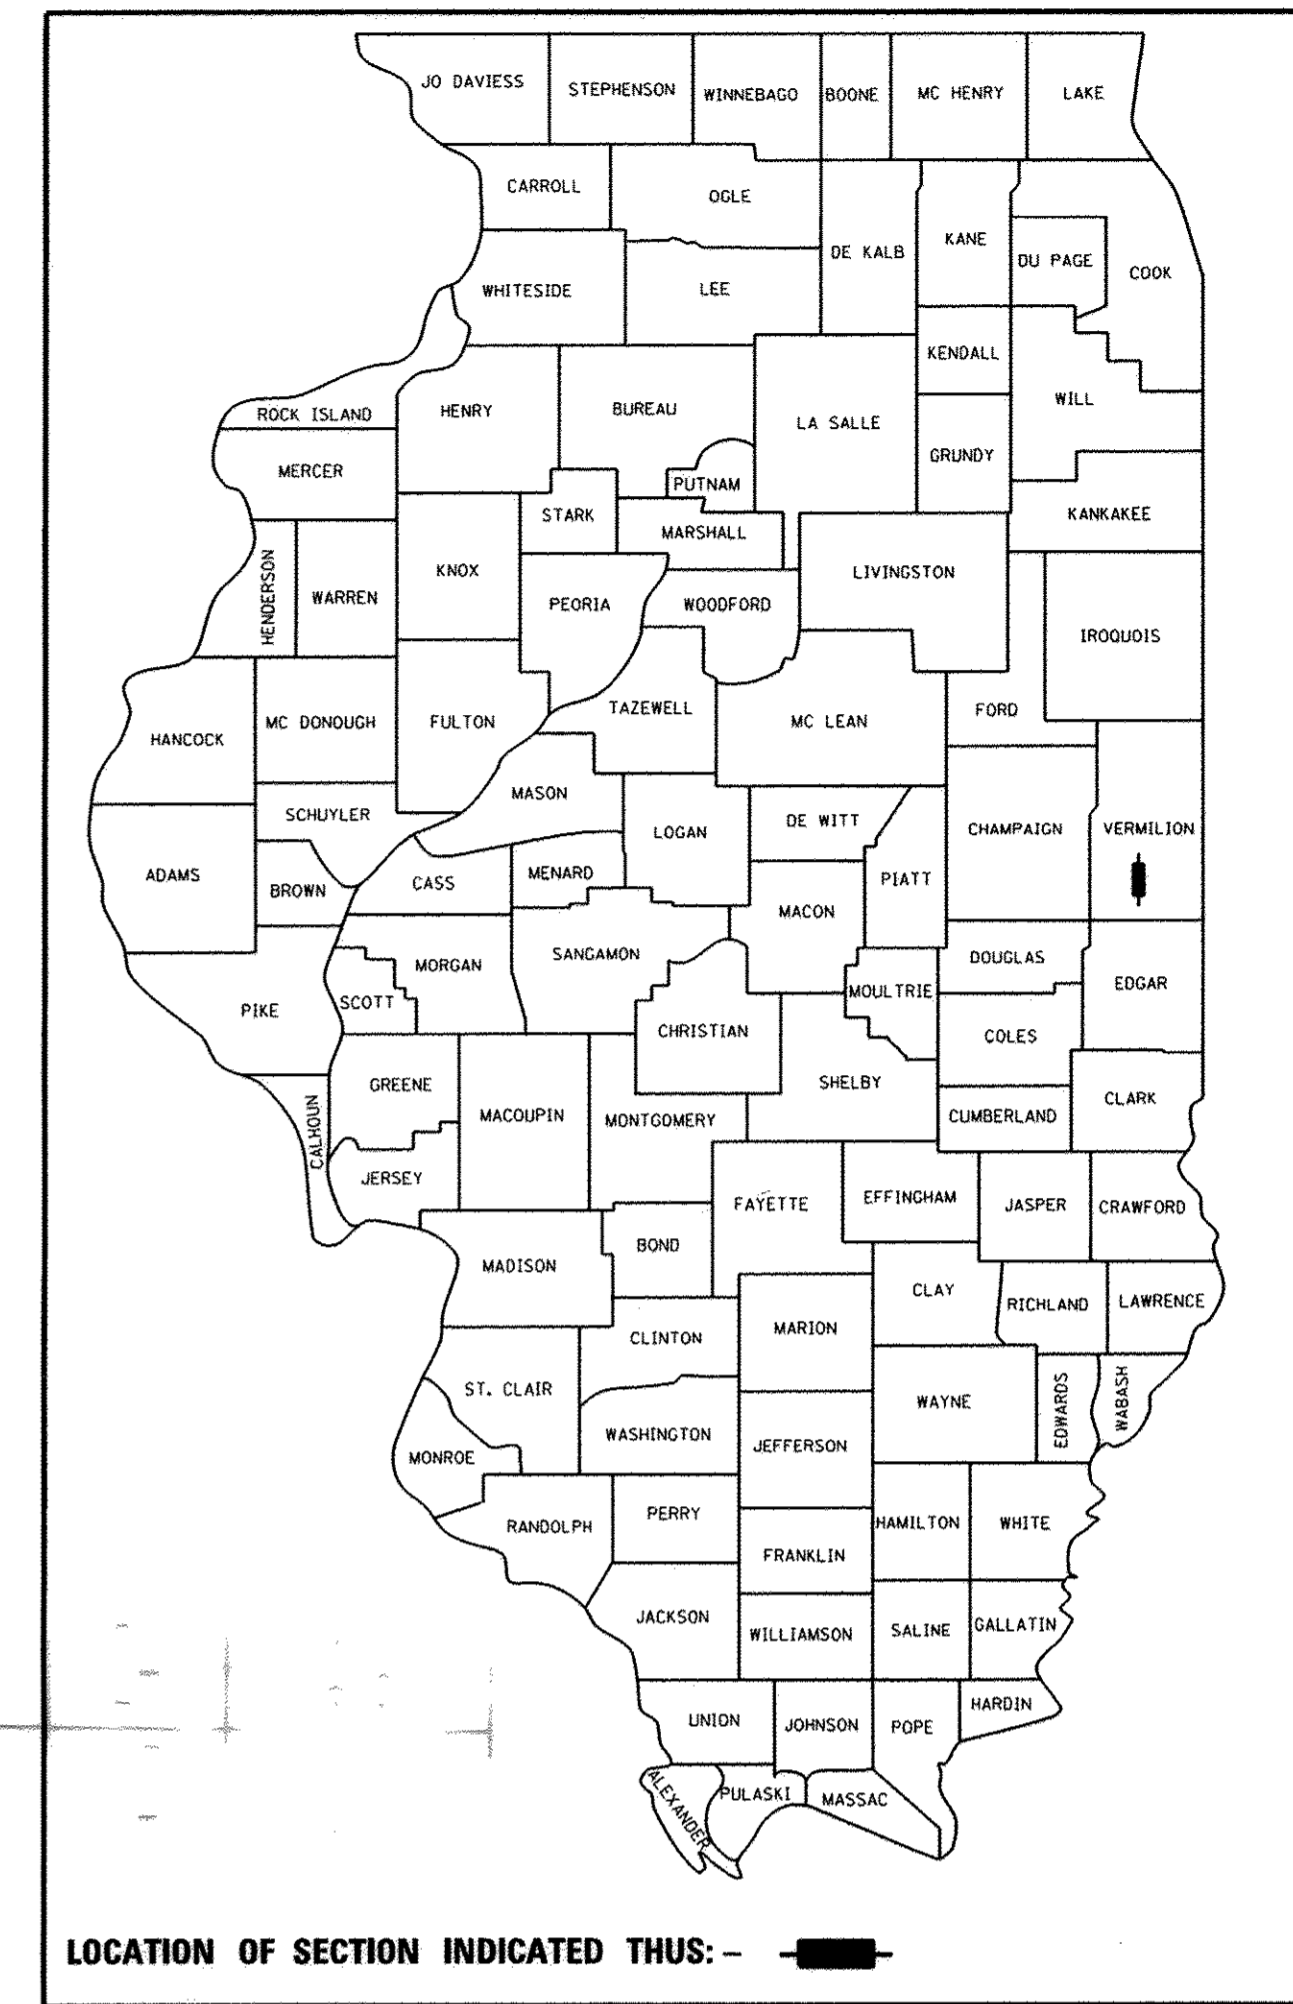 JO DAVIESS
STEPHENSON
WINNEBAGO
BOONE
MC HENRY
LAKE
CARROLL
OGLE
DE KALB
KANE
DU PAGE
COOK
WHITESIDE
LEE
KENDALL
ROCK ISLAND
HENRY
BUREAU
LA SALLE
WILL
MERCER
PUTNAM
GRUNDY
STARK
MARSHALL
KANKAKEE
HENDERSON
WARREN
KNOX
PEORIA
WOODFORD
LIVINGSTON
IROQUOIS
HANCOCK
MC DONOUGH
FULTON
TAZEWELL
MC LEAN
FORD
SCHUYLER
MASON
LOGAN
DE WITT
CHAMPAIGN
VERMILION
ADAMS
BROWN
CASS
MENARD
PIATT
MACON
SANGAMON
MORGAN
DOUGLAS
EDGAR
PIKE
SCOTT
CHRISTIAN
MOULTRIE
COLES
GREENE
MACOUPIN
MONTGOMERY
SHELBY
CUMBERLAND
CLARK
CALHOUN
JERSEY
FAYETTE
EFFINGHAM
JASPER
CRAWFORD
MADISON
BOND
CLAY
RICHLAND
LAWRENCE
CLINTON
MARION
ST. CLAIR
WAYNE
EDWARDS
WABASH
MONROE
WASHINGTON
JEFFERSON
RANDOLPH
PERRY
HAMILTON
WHITE
FRANKLIN
JACKSON
WILLIAMSON
SALINE
GALLATIN
UNION
JOHNSON
POPE
HARDIN
ALEXANDER
PULASKI
MASSAC
LOCATION OF SECTION INDICATED THUS: –